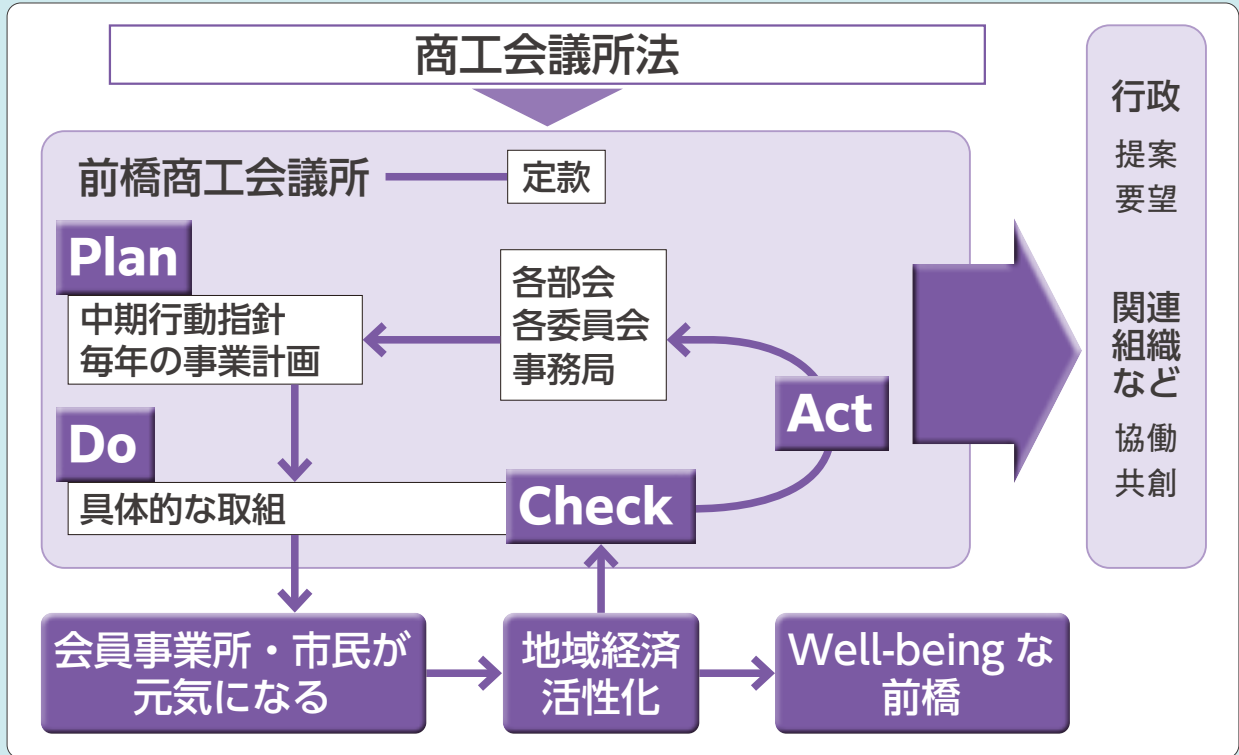 商工会議所法
前橋商工会議所
定款
Plan
中期行動指針
毎年の事業計画
各部会
各委員会
事務局
Do
具体的な取組
Check
Act
会員事業所・市民が
元気になる
地域経済
活性化
Well-being な
前橋
行政
提案
要望
関連
組織
など
協働
共創